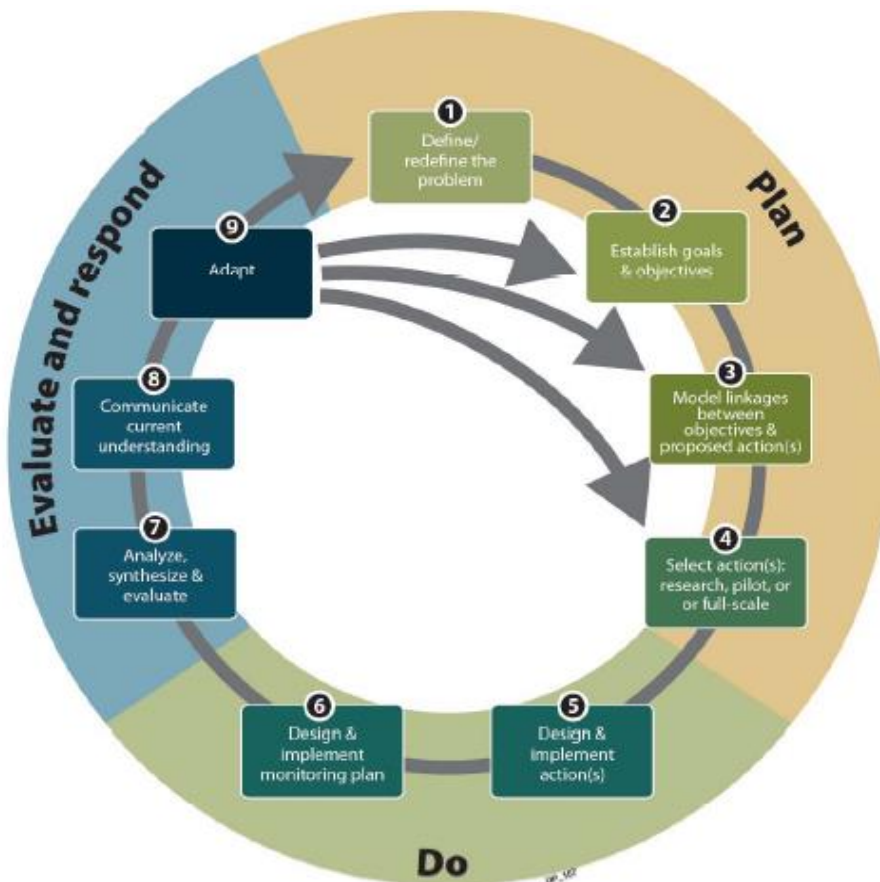 1
Define/
redefine the
problem
2
Establish goals
& objectives
3
Model linkages
between
objectives &
proposed action(s)
4
Select action(s):
research, pilot, or
or full-scale
5
Design &
implement
action(s)
6
Design &
implement
monitoring plan
7
Analyze,
synthesize &
evaluate
8
Communicate
current
understanding
9
Adapt
Plan
Do
Evaluate and respond